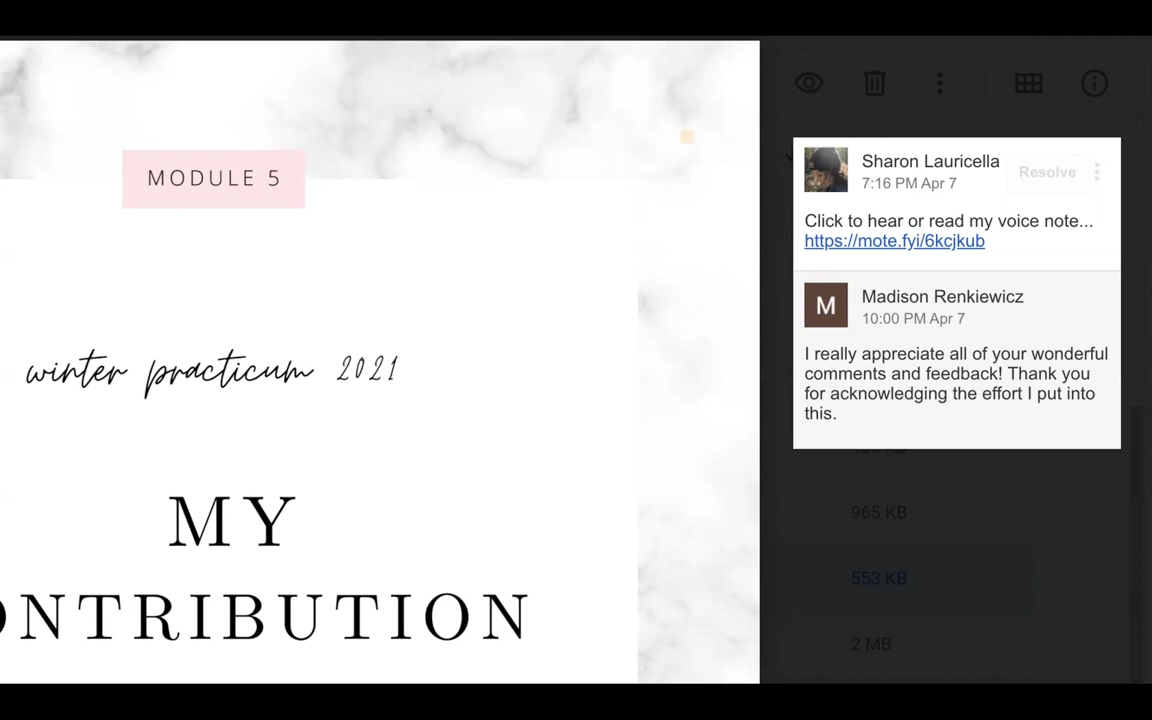 MODULE 5
winter practicum 2021
MY
ONTRIBUTION
Sharon Lauricella
7:16 PM Apr 7
Resolve
Click to hear or read my voice note...
https://mote.fyi/6kcjkub
M
Madison Renkiewicz
10:00 PM Apr 7
I really appreciate all of your wonderful
comments and feedback! Thank you
for acknowledging the effort I put into
this.
965 KB
553 KB
2 MB